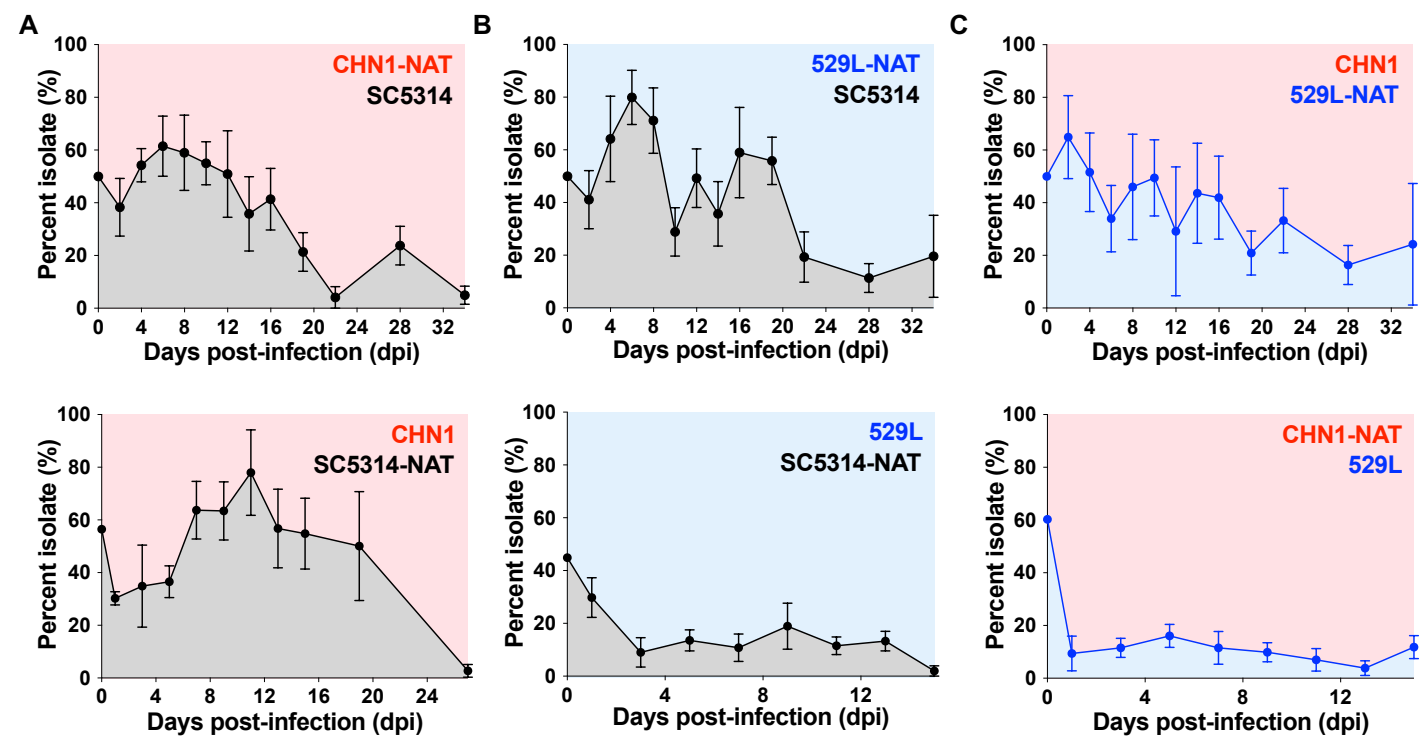 A
CHN1-NAT
SC5314
Percent isolate (%)
100
80
60
40
20
0
0 4 8 12 16 20 24 28 32
Days post-infection (dpi)
B
529L-NAT
SC5314
Percent isolate (%)
100
80
60
40
20
0
0 4 8 12 16 20 24 28 32
Days post-infection (dpi)
C
CHN1
529L-NAT
Percent isolate (%)
100
80
60
40
20
0
0 4 8 12 16 20 24 28 32
Days post-infection (dpi)
CHN1
SC5314-NAT
Percent isolate (%)
100
80
60
40
20
0
0 4 8 12 16 20 24
Days post-infection (dpi)
529L
SC5314-NAT
Percent isolate (%)
100
80
60
40
20
0
0 4 8 12
Days post-infection (dpi)
CHN1-NAT
529L
Percent isolate (%)
100
80
60
40
20
0
0 4 8 12
Days post-infection (dpi)